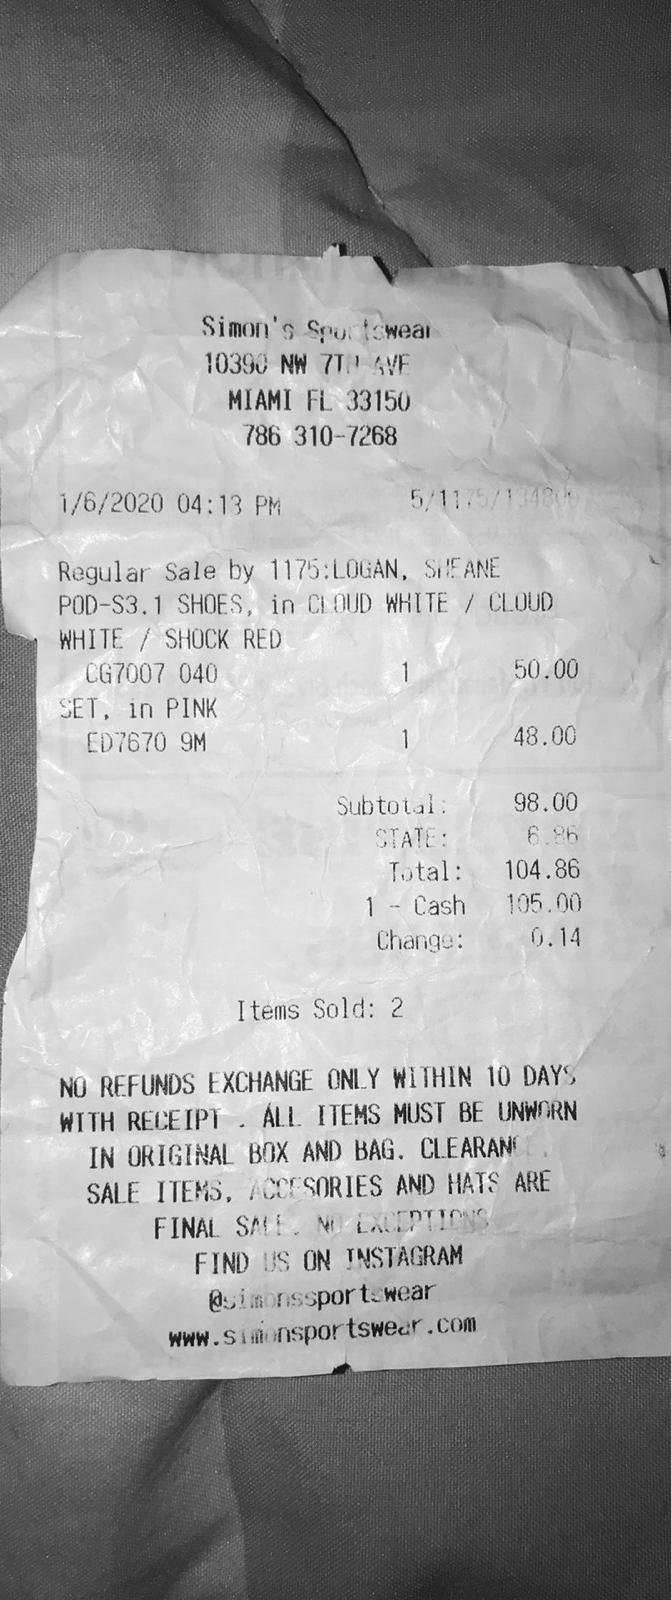 Simon's Sportswear
10390 NW 7TH AVE
MIAMI FL 33150
786 310-7268
1/6/2020 04:13 PM
Regular Sale by 1175:LOGAN, SHEANE
POD-S3.1 SHOES, in CLOUD WHITE / CLOUD
WHITE / SHOCK RED
CG7007 040 1 50.00
SET, in PINK
ED7670 9M 1 48.00
Subtotal: 98.00
STATE: 6.86
Total: 104.86
1 - Cash 105.00
Change: 0.14
Items Sold: 2
NO REFUNDS EXCHANGE ONLY WITHIN 10 DAYS
WITH RECEIPT . ALL ITEMS MUST BE UNWORN
IN ORIGINAL BOX AND BAG. CLEARANCE,
SALE ITEMS, ACCESORIES AND HATS ARE
FINAL SALE. NO EXCEPTIONS
FIND US ON INSTAGRAM
@simonssportswear
www.simonsportswear.com